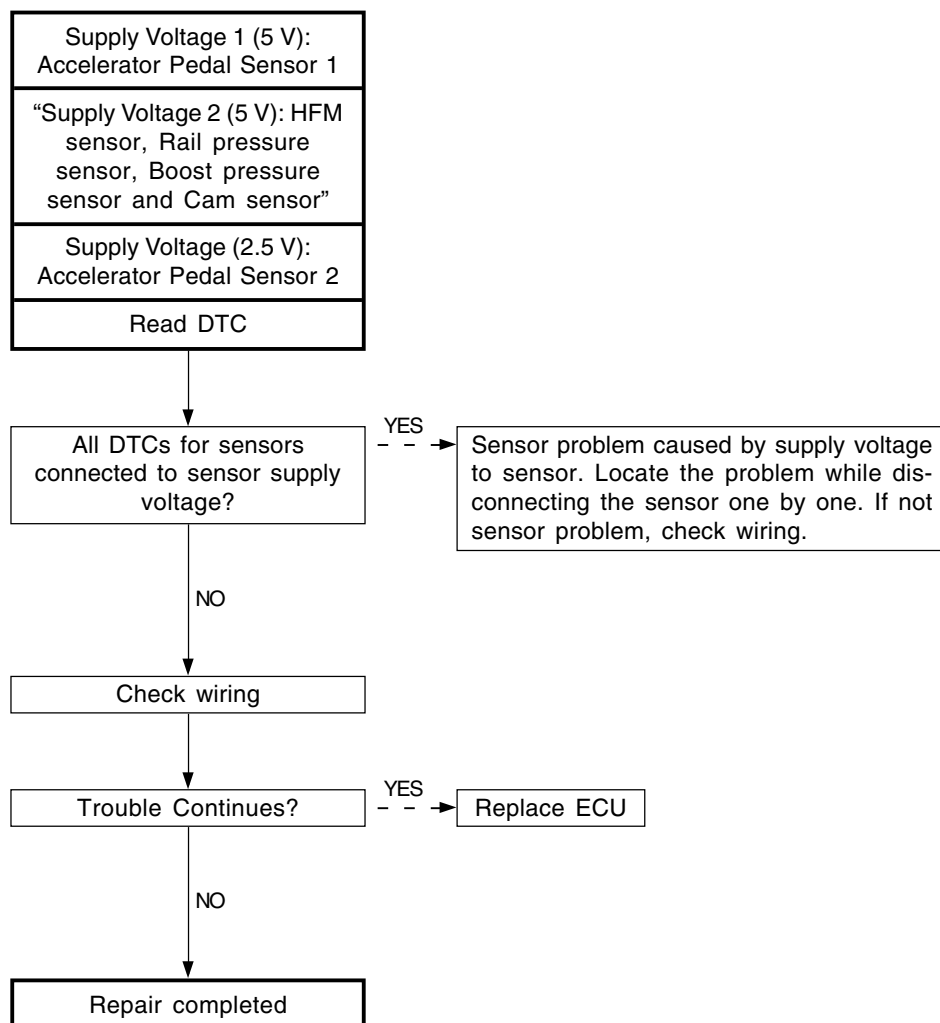 Supply Voltage 1 (5 V):
Accelerator Pedal Sensor 1
“Supply Voltage 2 (5 V): HFM
sensor, Rail pressure
sensor, Boost pressure
sensor and Cam sensor”
Supply Voltage (2.5 V):
Accelerator Pedal Sensor 2
Read DTC
All DTCs for sensors
connected to sensor supply
voltage?
YES
Sensor problem caused by supply voltage
to sensor. Locate the problem while dis-
connecting the sensor one by one. If not
sensor problem, check wiring.
NO
Check wiring
Trouble Continues?
YES
Replace ECU
NO
Repair completed